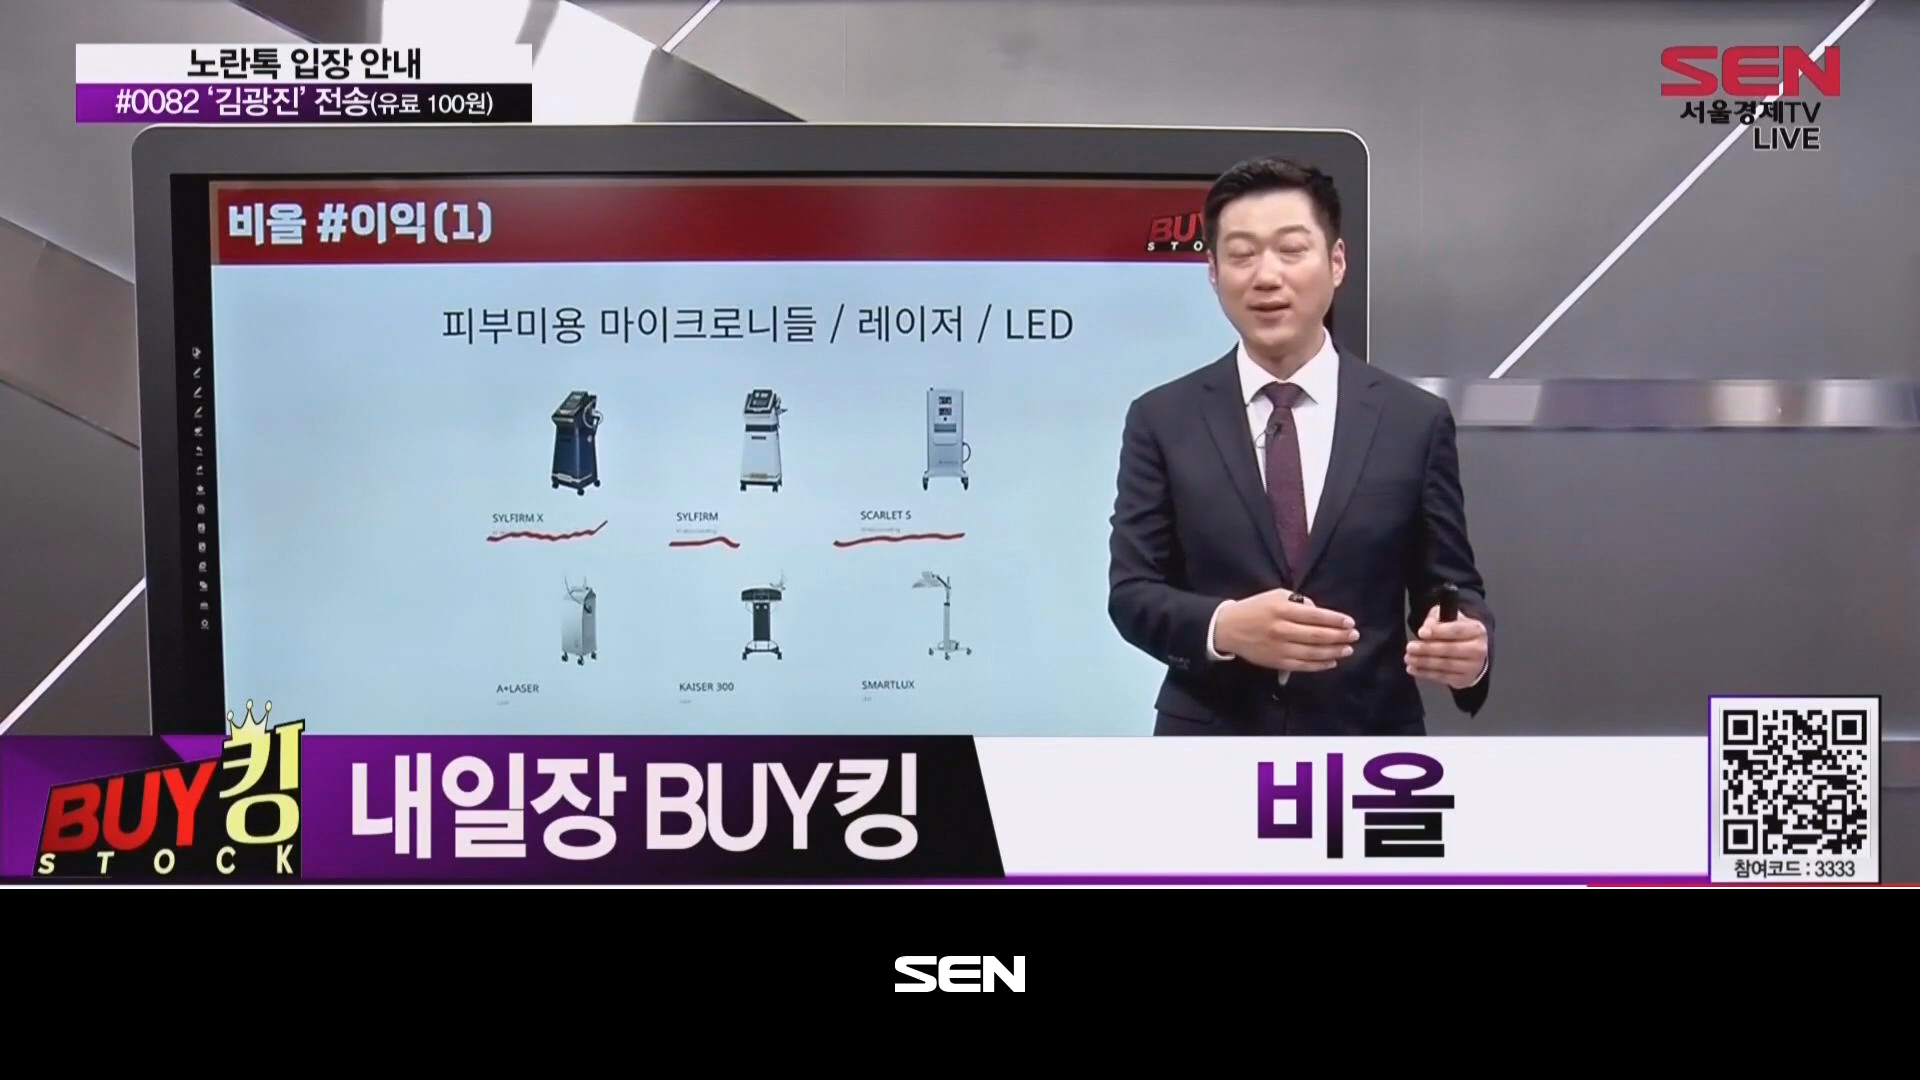 노란톡 입장 안내
#0082 '김광진' 전송(유료 100원)
SEN
서울경제TV
LIVE
비올 #이익(1)
BUY
STO
피부미용 마이크로니들 / 레이저 / LED
SYLFIRM X
SYLFIRM
SCARLET S
A+LASER
KAISER 300
SMARTLUX
BUY킹
STOCK
내일장 BUY킹
비올
참여코드 : 3333
SEN